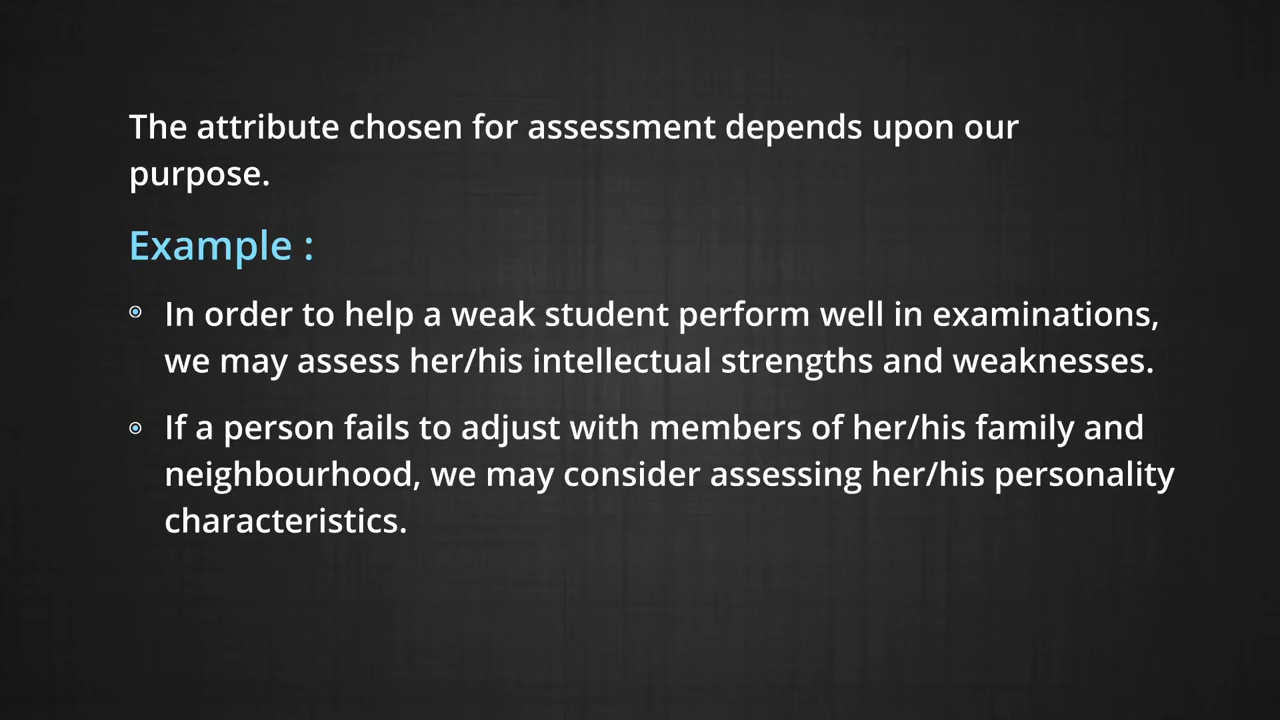 The attribute chosen for assessment depends upon our
purpose.
Example :
In order to help a weak student perform well in examinations,
we may assess her/his intellectual strengths and weaknesses.
If a person fails to adjust with members of her/his family and
neighbourhood, we may consider assessing her/his personality
characteristics.